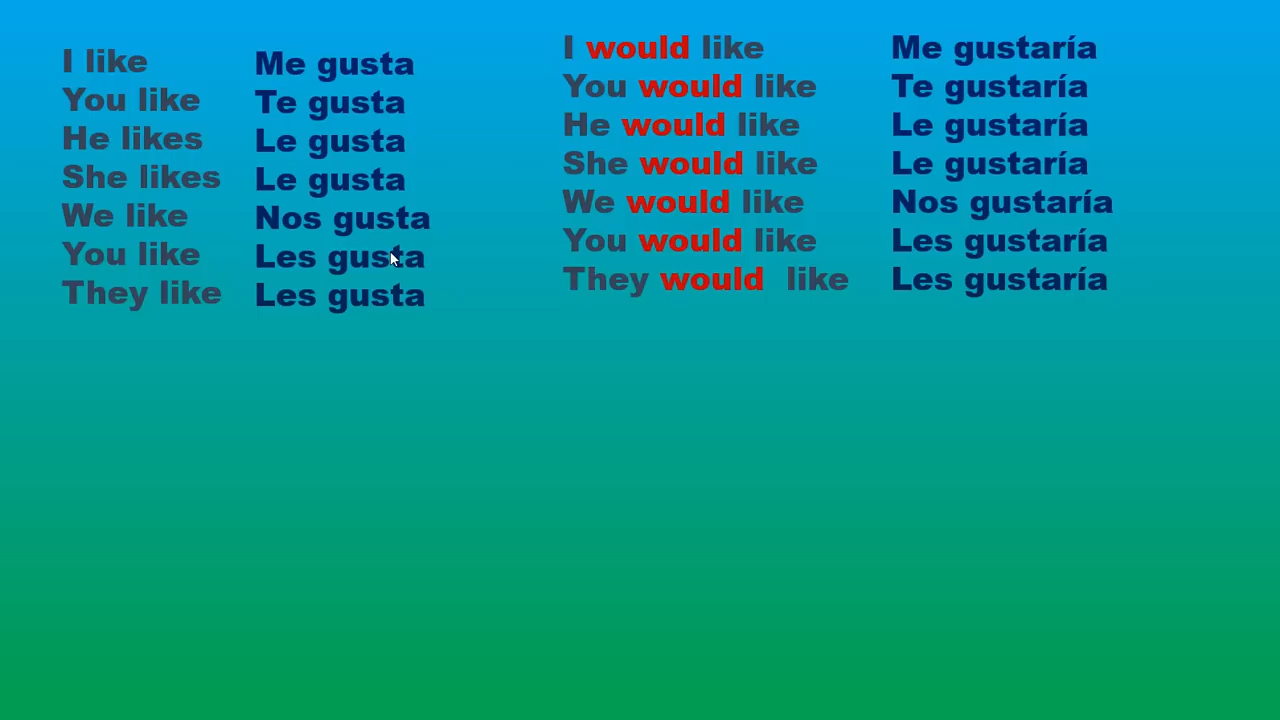 I like
You like
He likes
She likes
We like
You like
They like
Me gusta
Te gusta
Le gusta
Le gusta
Nos gusta
Les gusta
Les gusta
I would like
You would like
He would like
She would like
We would like
You would like
They would like
Me gustaría
Te gustaría
Le gustaría
Le gustaría
Nos gustaría
Les gustaría
Les gustaría